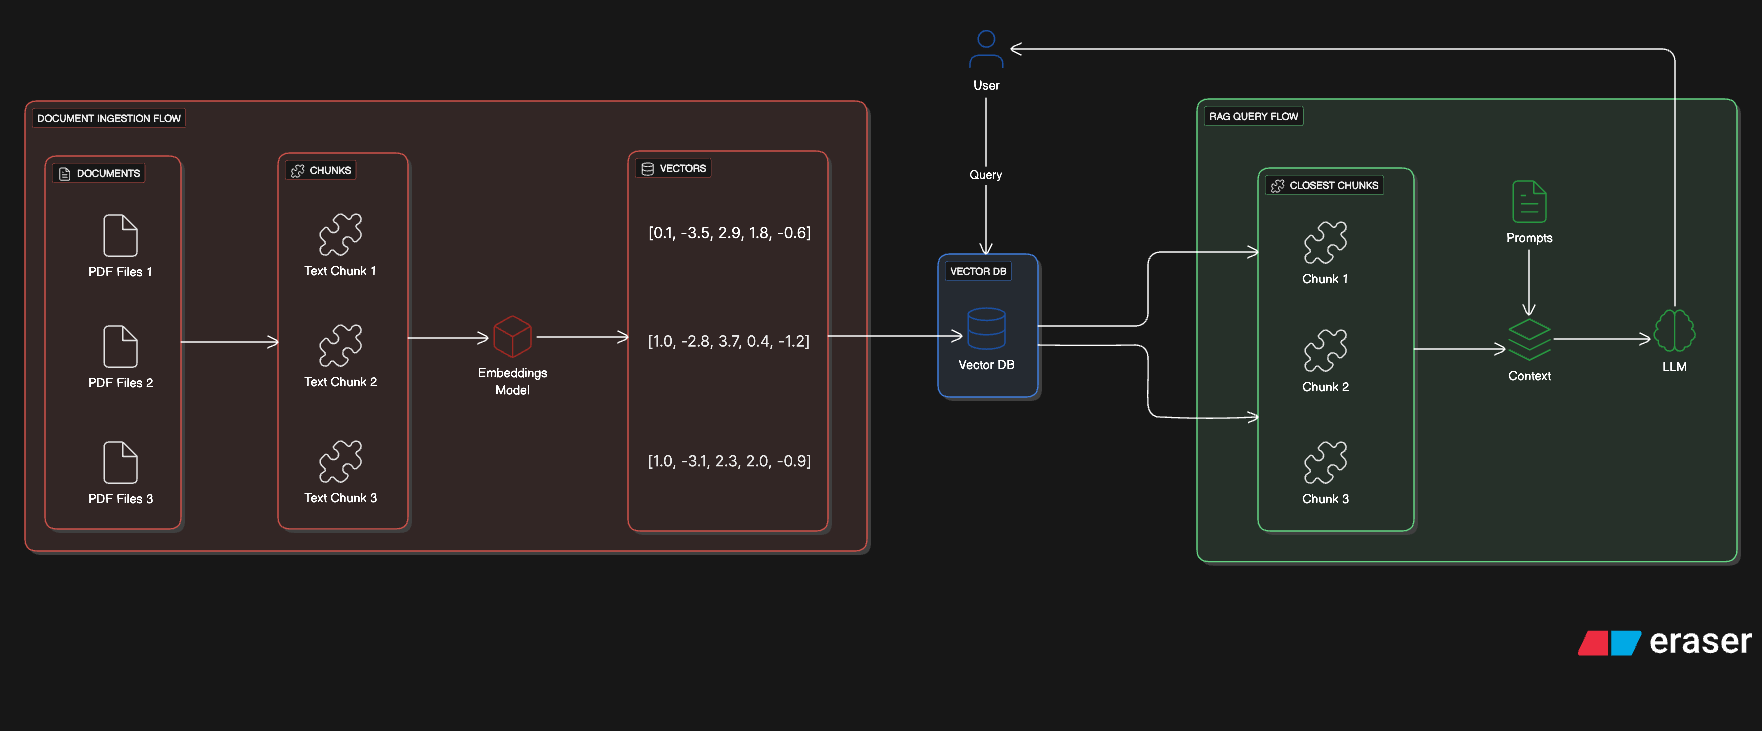 User
Query
DOCUMENT INGESTION FLOW
DOCUMENTS
PDF Files 1
PDF Files 2
PDF Files 3
CHUNKS
Text Chunk 1
Text Chunk 2
Text Chunk 3
Embeddings
Model
VECTORS
[0.1, -3.5, 2.9, 1.8, -0.6]
[1.0, -2.8, 3.7, 0.4, -1.2]
[1.0, -3.1, 2.3, 2.0, -0.9]
VECTOR DB
Vector DB
RAG QUERY FLOW
CLOSEST CHUNKS
Chunk 1
Chunk 2
Chunk 3
Prompts
Context
LLM
eraser